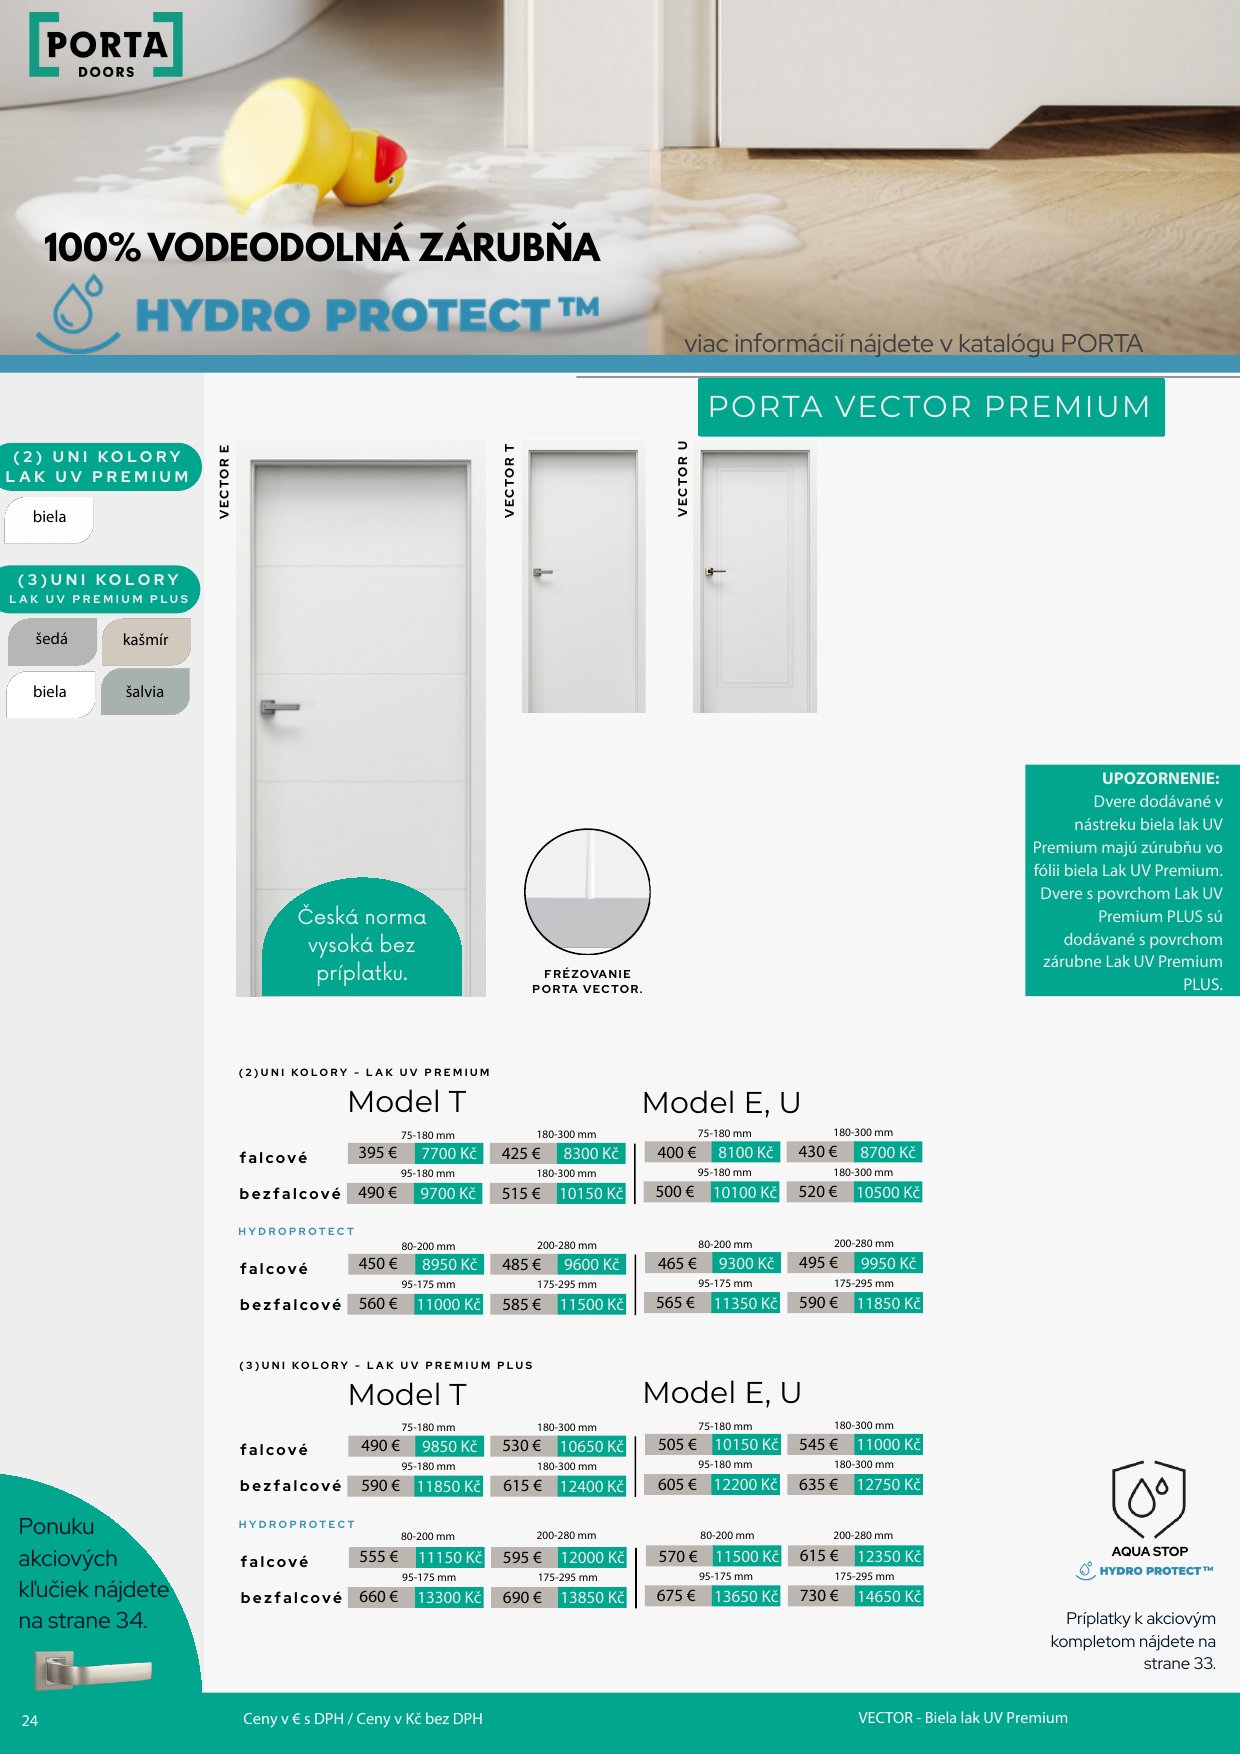 PORTA
DOORS
100% VODEODOLNÁ ZÁRUBŇA
HYDRO PROTECT™
viac informácií nájdete v katalógu PORTA
PORTA VECTOR PREMIUM
(2) UNI KOLORY
LAK UV PREMIUM
biela
(3)UNI KOLORY
LAK UV PREMIUM PLUS
šedá kašmír
biela šalvia
VECTOR E
VECTOR T
VECTOR U
Česká norma
vysoká bez
príplatku.
FRÉZOVANIE
PORTA VECTOR.
UPOZORNENIE:
Dvere dodávané v
nástreku biela lak UV
Premium majú zúrubňu vo
fólii biela Lak UV Premium.
Dvere s povrchom Lak UV
Premium PLUS sú
dodávané s povrchom
zárubne Lak UV Premium
PLUS.
(2)UNI KOLORY - LAK UV PREMIUM
Model T Model E, U
75-180 mm 180-300 mm 75-180 mm 180-300 mm
falcové 395 € 7700 Kč 425 € 8300 Kč 400 € 8100 Kč 430 € 8700 Kč
95-180 mm 180-300 mm 95-180 mm 180-300 mm
bezfalcové 490 € 9700 Kč 515 € 10150 Kč 500 € 10100 Kč 520 € 10500 Kč
HYDROPROTECT
80-200 mm 200-280 mm 80-200 mm 200-280 mm
falcové 450 € 8950 Kč 485 € 9600 Kč 465 € 9300 Kč 495 € 9950 Kč
95-175 mm 175-295 mm 95-175 mm 175-295 mm
bezfalcové 560 € 11000 Kč 585 € 11500 Kč 565 € 11350 Kč 590 € 11850 Kč
(3)UNI KOLORY - LAK UV PREMIUM PLUS
Model T Model E, U
75-180 mm 180-300 mm 75-180 mm 180-300 mm
falcové 490 € 9850 Kč 530 € 10650 Kč 505 € 10150 Kč 545 € 11000 Kč
95-180 mm 180-300 mm 95-180 mm 180-300 mm
bezfalcové 590 € 11850 Kč 615 € 12400 Kč 605 € 12200 Kč 635 € 12750 Kč
HYDROPROTECT
80-200 mm 200-280 mm 80-200 mm 200-280 mm
falcové 555 € 11150 Kč 595 € 12000 Kč 570 € 11500 Kč 615 € 12350 Kč
95-175 mm 175-295 mm 95-175 mm 175-295 mm
bezfalcové 660 € 13300 Kč 690 € 13850 Kč 675 € 13650 Kč 730 € 14650 Kč
Ponuku
akciových
kľučiek nájdete
na strane 34.
AQUA STOP
HYDRO PROTECT™
Príplatky k akciovým
kompletom nájdete na
strane 33.
24
Ceny v € s DPH / Ceny v Kč bez DPH
VECTOR - Biela lak UV Premium